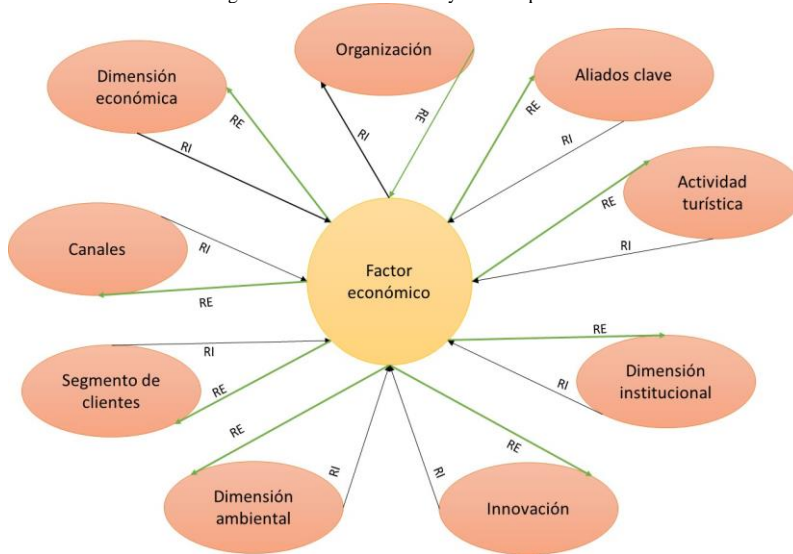 Organización
Dimensión
económica
Aliados clave
RE
RI
RI
RE
RE
RI
Actividad
turística
RE
RI
Canales
RI
RE
Factor
económico
RI
RE
Segmento de
clientes
RE
RI
Dimensión
institucional
RE
RI
RI
RE
Dimensión
ambiental
Innovación